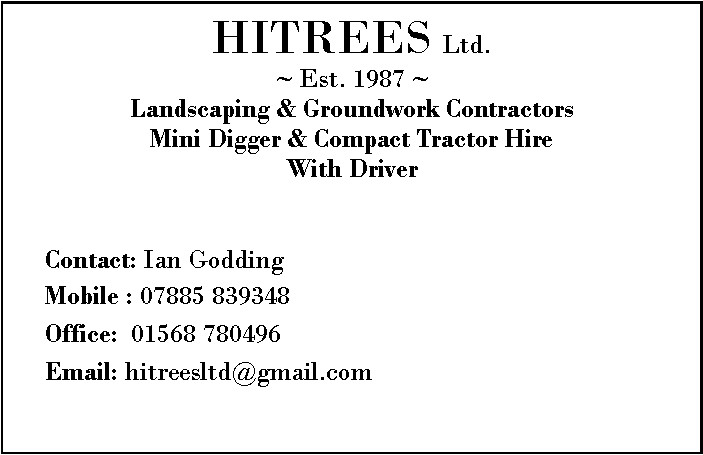 HITREES Ltd.
~ Est. 1987 ~
Landscaping & Groundwork Contractors
Mini Digger & Compact Tractor Hire
With Driver
Contact: Ian Godding
Mobile : 07885 839348
Office:  01568 780496
Email: hitreesltd@gmail.com